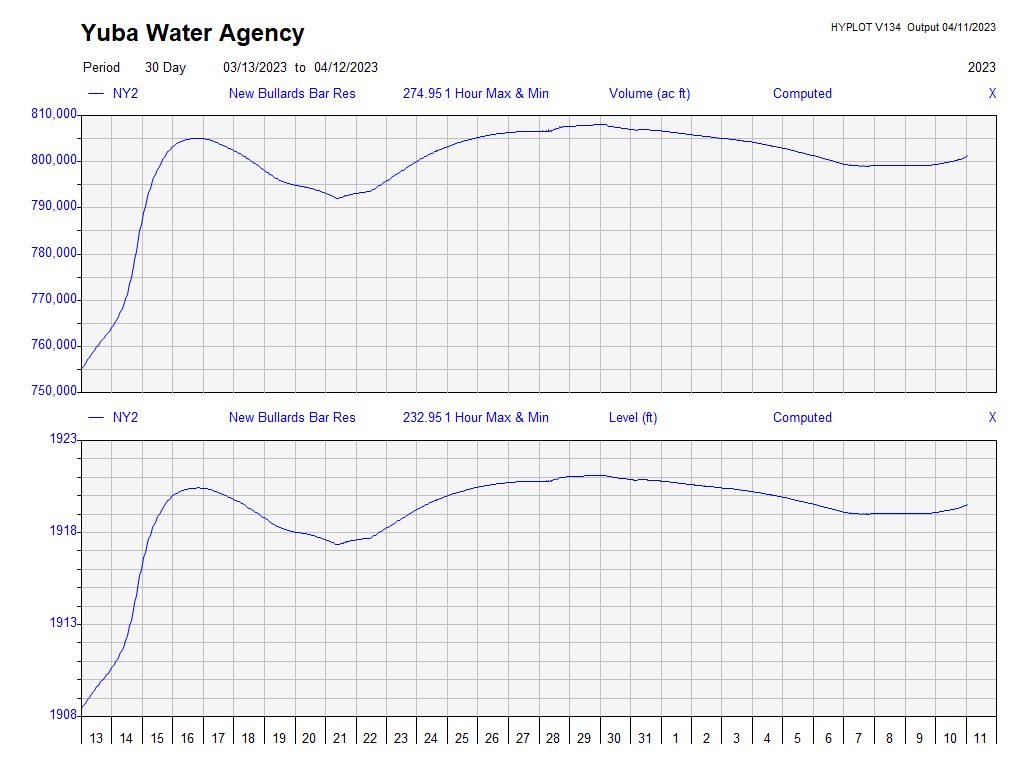 Yuba Water Agency
HYPLOT V134 Output 04/11/2023
Period 30 Day 03/13/2023 to 04/12/2023 2023
NY2 New Bullards Bar Res 274.95 1 Hour Max & Min Volume (ac ft) Computed X
810,000
800,000
790,000
780,000
770,000
760,000
750,000
NY2 New Bullards Bar Res 232.95 1 Hour Max & Min Level (ft) Computed X
1923
1918
1913
1908
13 14 15 16 17 18 19 20 21 22 23 24 25 26 27 28 29 30 31 1 2 3 4 5 6 7 8 9 10 11